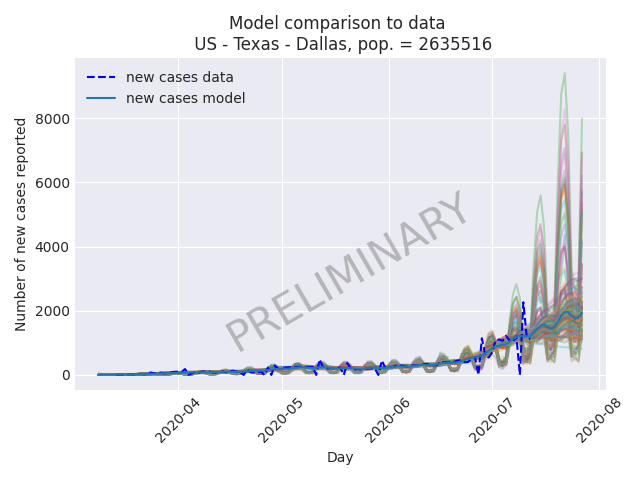 Model comparison to data
US - Texas - Dallas, pop. = 2635516
new cases data
new cases model
8000
6000
4000
2000
0
Number of new cases reported
PRELIMINARY
2020-04
2020-05
2020-06
2020-07
2020-08
Day